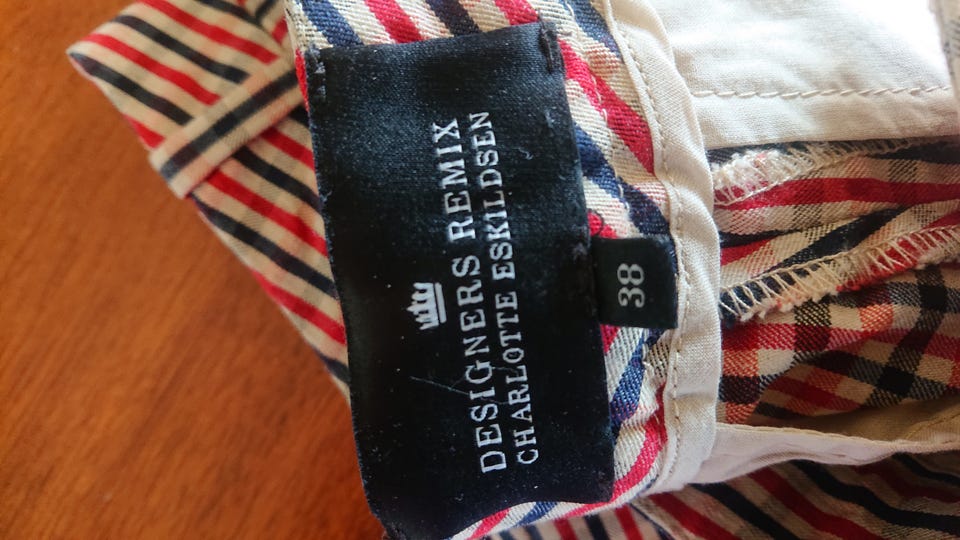 DESIGNERS REMIX
CHARLOTTE ESKILDSEN
38